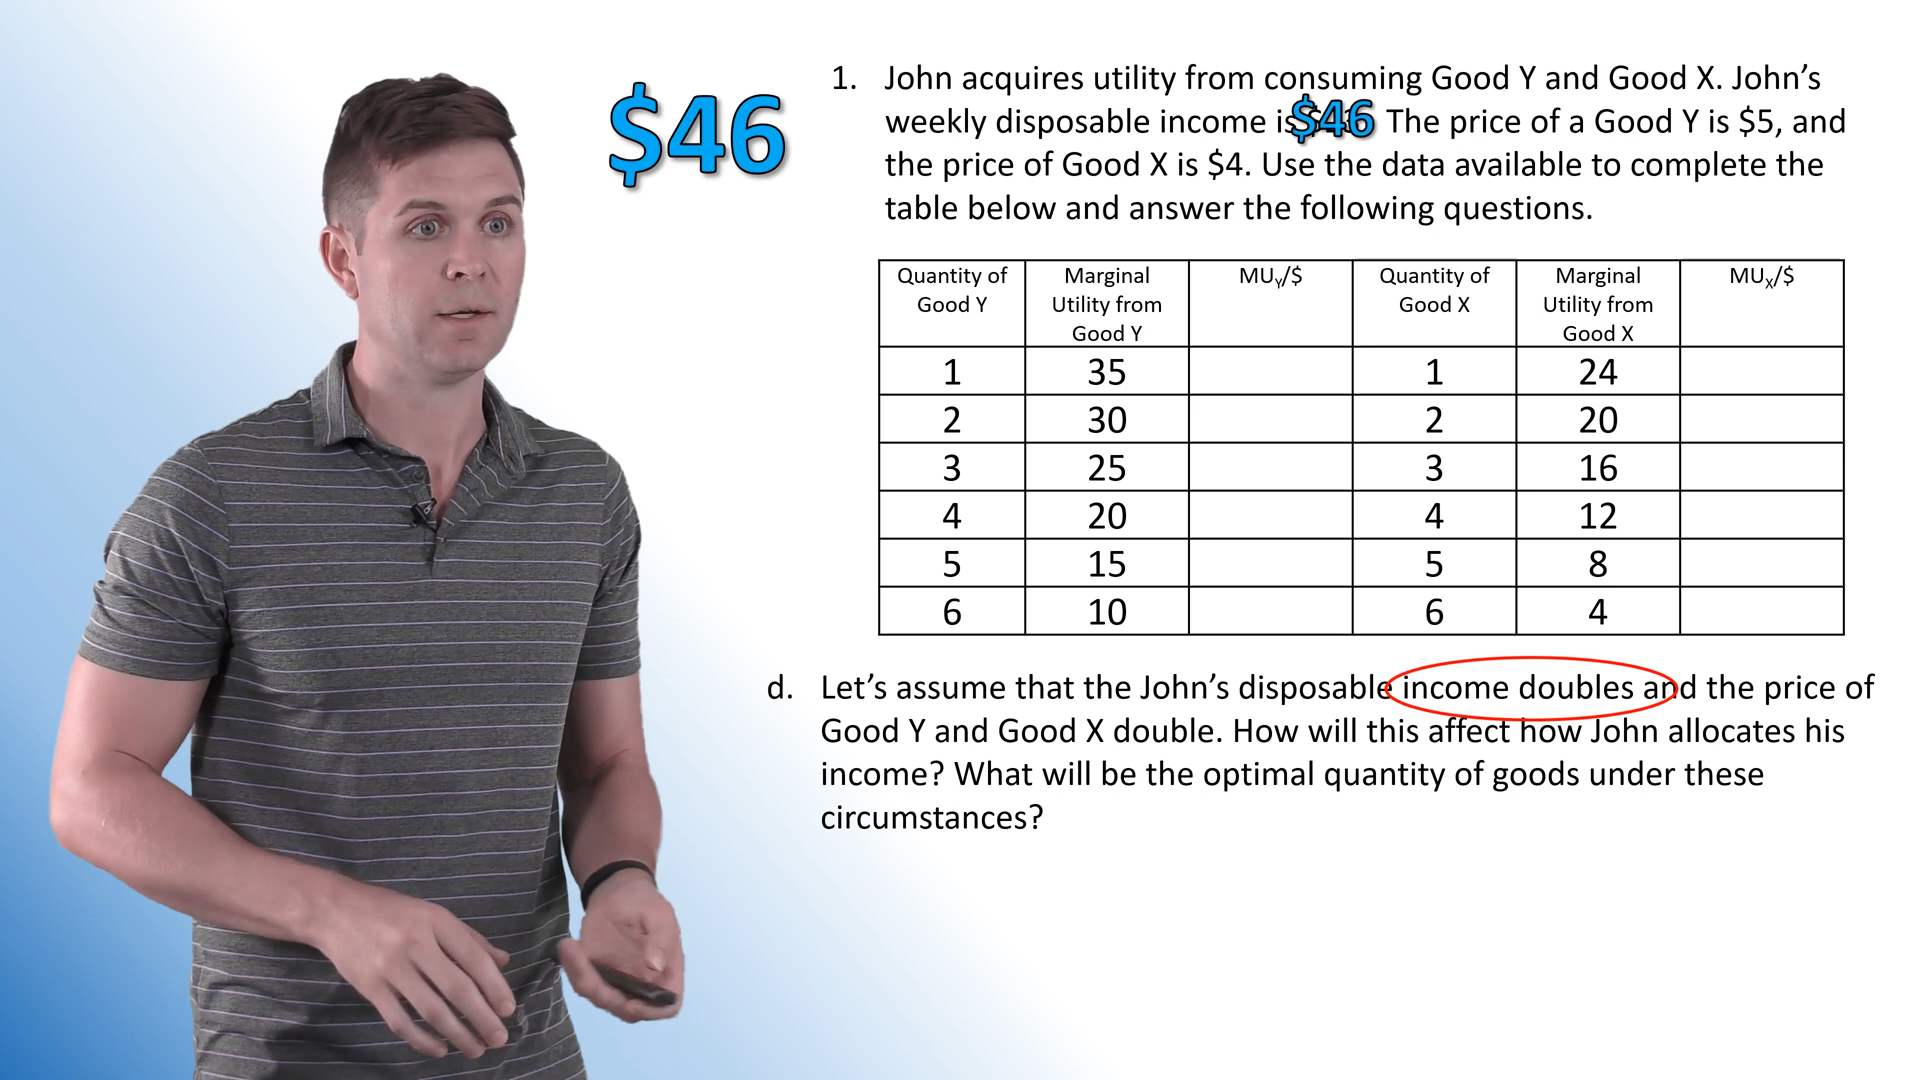 $46
1. John acquires utility from consuming Good Y and Good X. John’s
weekly disposable income is $46 The price of a Good Y is $5, and
the price of Good X is $4. Use the data available to complete the
table below and answer the following questions.
Quantity of Good Y Marginal Utility from Good Y MUY/$ Quantity of Good X Marginal Utility from Good X MUX/$
1 35 1 24
2 30 2 20
3 25 3 16
4 20 4 12
5 15 5 8
6 10 6 4
d. Let’s assume that the John’s disposable income doubles and the price of
Good Y and Good X double. How will this affect how John allocates his
income? What will be the optimal quantity of goods under these
circumstances?